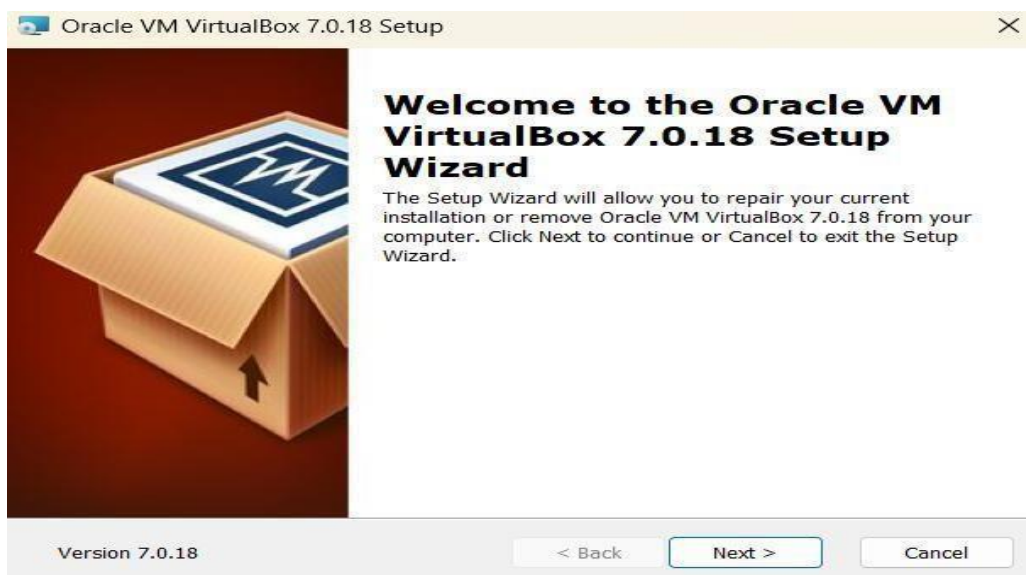 Oracle VM VirtualBox 7.0.18 Setup
Welcome to the Oracle VM
VirtualBox 7.0.18 Setup
Wizard
The Setup Wizard will allow you to repair your current
installation or remove Oracle VM VirtualBox 7.0.18 from your
computer. Click Next to continue or Cancel to exit the Setup
Wizard.
Version 7.0.18
< Back
Next >
Cancel